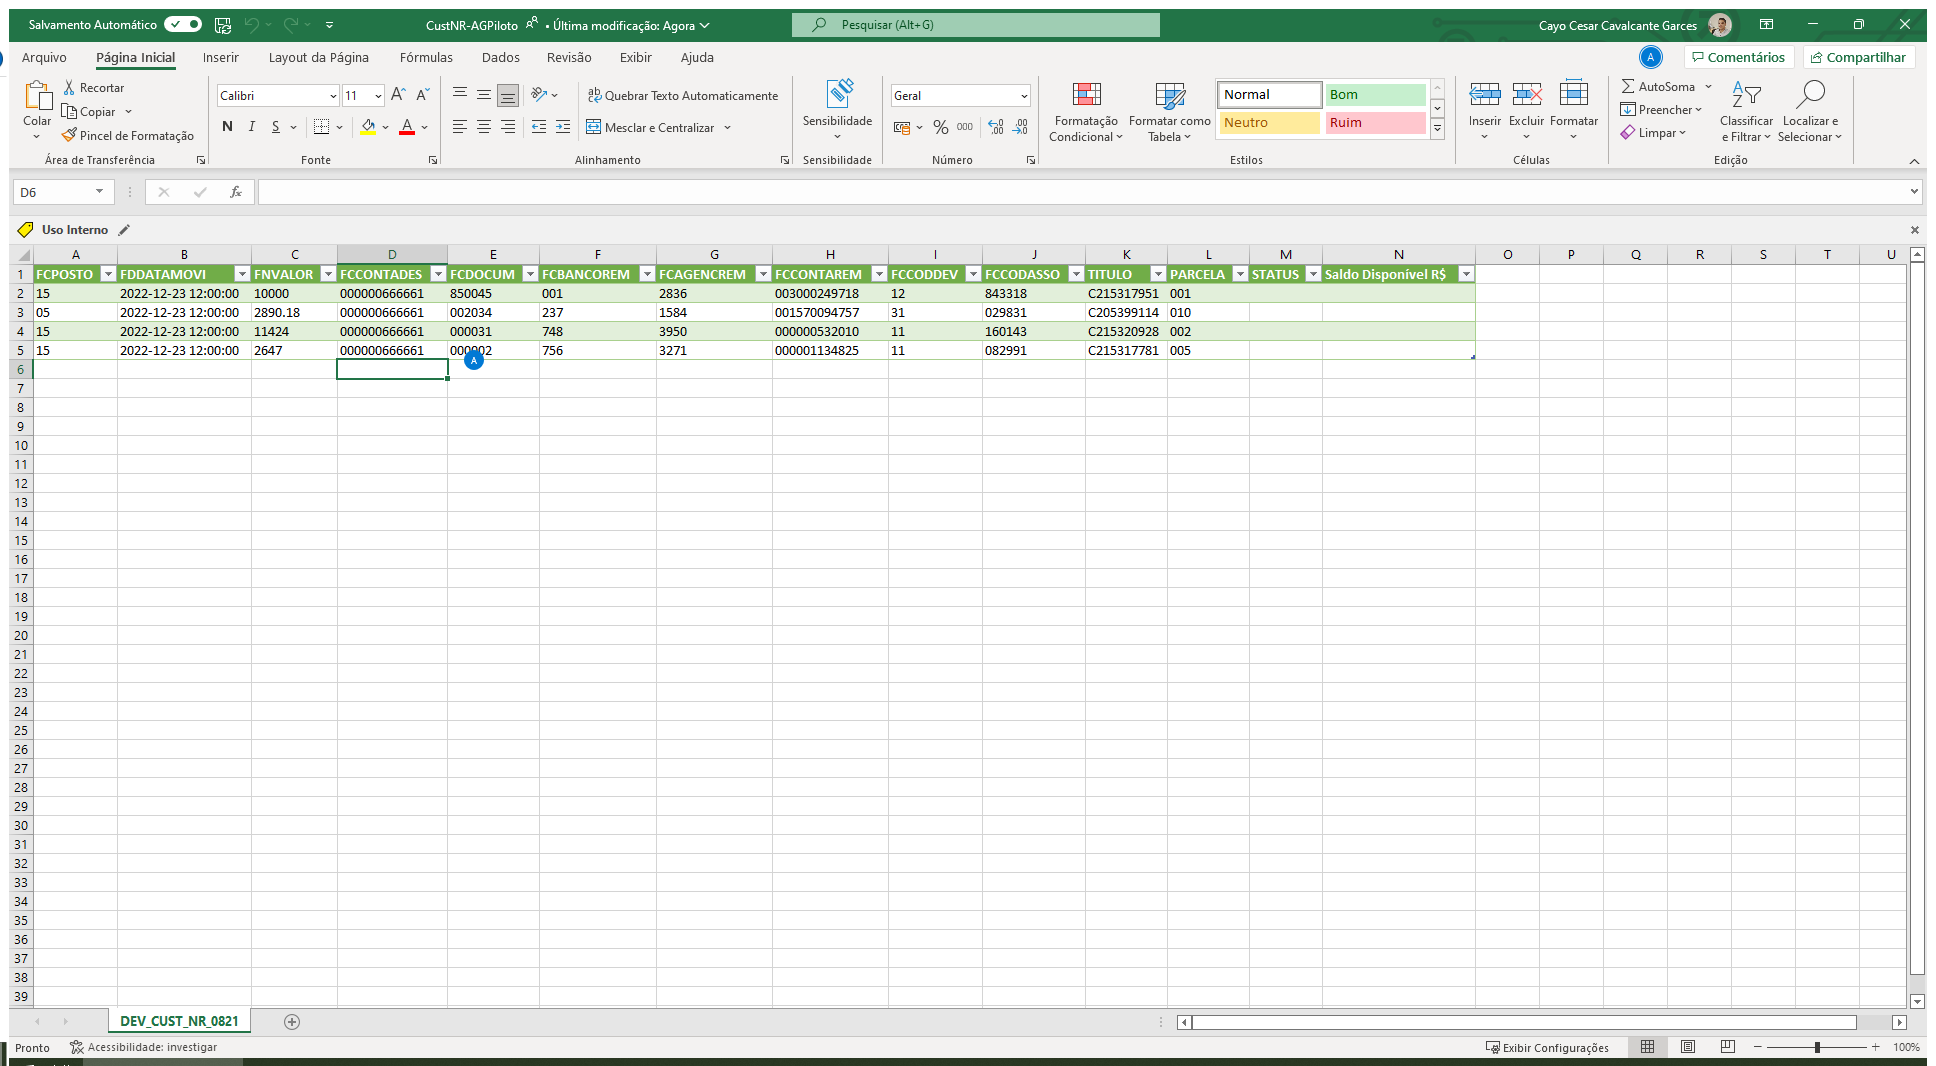 Salvamento Automático CustNR-AGPiloto • Última modificação: Agora Pesquisar (Alt+G) Cayo Cesar Cavalcante Garces
Arquivo Página Inicial Inserir Layout da Página Fórmulas Dados Revisão Exibir Ajuda A Comentários Compartilhar
Colar Recortar Copiar Pincel de Formatação
Calibri 11 A A N I S A
ab Quebrar Texto Automaticamente
Mesclar e Centralizar
Sensibilidade
Geral
% 000
Formatação Condicional Formatar como Tabela
Normal Bom
Neutro Ruim
Inserir Excluir Formatar
AutoSoma
Preencher
Limpar
Classificar e Filtrar Localizar e Selecionar
Área de Transferência Fonte Alinhamento Sensibilidade Número Estilos Células Edição
D6 fx
Uso Interno
A B C D E F G H I J K L M N O P Q R S T U
1 FCPOSTO FDDATAMOVI FNVALOR FCCONTADES FCDOCUM FCBANCOREM FCAGENCREM FCCONTAREM FCCODDEV FCCODASSO TITULO PARCELA STATUS Saldo Disponível R$
2 15 2022-12-23 12:00:00 10000 000000666661 850045 001 2836 003000249718 12 843318 C215317951 001
3 05 2022-12-23 12:00:00 2890.18 000000666661 002034 237 1584 001570094757 31 029831 C205399114 010
4 15 2022-12-23 12:00:00 11424 000000666661 000031 748 3950 000000532010 11 160143 C215320928 002
5 15 2022-12-23 12:00:00 2647 000000666661 000002 756 3271 000001134825 11 082991 C215317781 005
6 A
7
8
9
10
11
12
13
14
15
16
17
18
19
20
21
22
23
24
25
26
27
28
29
30
31
32
33
34
35
36
37
38
39
DEV_CUST_NR_0821
Pronto Acessibilidade: investigar Exibir Configurações 100%